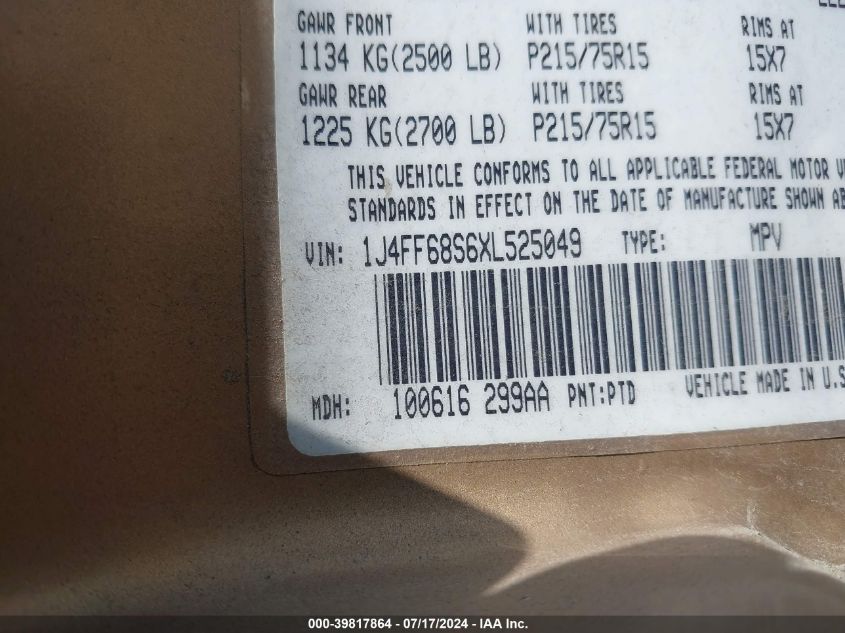 GAWR FRONT WITH TIRES RIMS AT
1134 KG(2500 LB) P215/75R15 15X7
GAWR REAR WITH TIRES RIMS AT
1225 KG(2700 LB) P215/75R15 15X7
THIS VEHICLE CONFORMS TO ALL APPLICABLE FEDERAL MOTOR
STANDARDS IN EFFECT ON THE DATE OF MANUFACTURE SHOWN
VIN: 1J4FF68S6XL525049 TYPE: MPV
MDH: 100616 299AA PNT:PTD VEHICLE MADE IN U.S
000-39817864 - 07/17/2024 - IAA Inc.